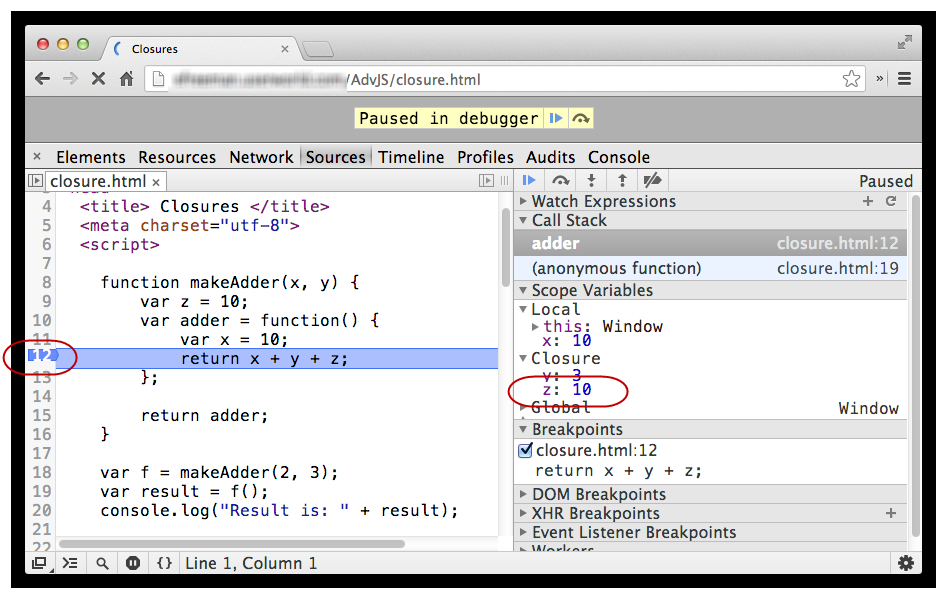 Closures
/AdvJS/closure.html
Paused in debugger
Elements Resources Network Sources Timeline Profiles Audits Console
closure.html
4 <title> Closures </title>
5 <meta charset="utf-8">
6 <script>
7
8 function makeAdder(x, y) {
9 var z = 10;
10 var adder = function() {
11 var x = 10;
12 return x + y + z;
13 };
14
15 return adder;
16 }
17
18 var f = makeAdder(2, 3);
19 var result = f();
20 console.log("Result is: " + result);
21
22
Line 1, Column 1
Paused
Watch Expressions
Call Stack
adder closure.html:12
(anonymous function) closure.html:19
Scope Variables
Local
this: Window
x: 10
Closure
y: 3
z: 10
Global Window
Breakpoints
closure.html:12
return x + y + z;
DOM Breakpoints
XHR Breakpoints
Event Listener Breakpoints
Workers